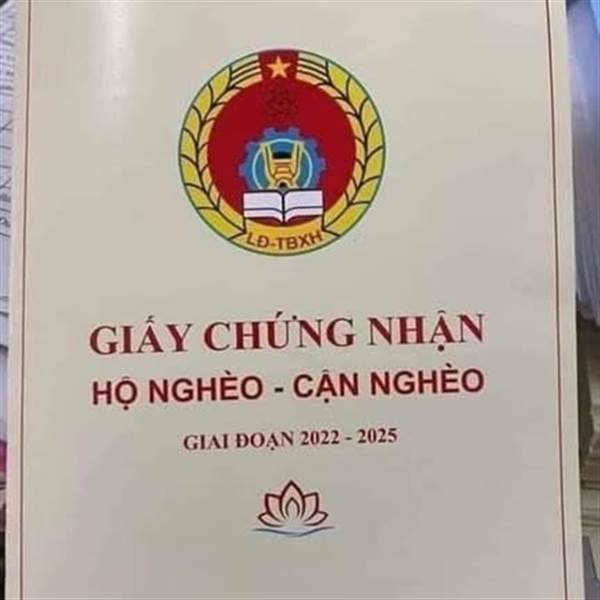 LĐ-TBXH
GIẤY CHỨNG NHẬN
HỘ NGHÈO - CẬN NGHÈO
GIAI ĐOẠN 2022 - 2025